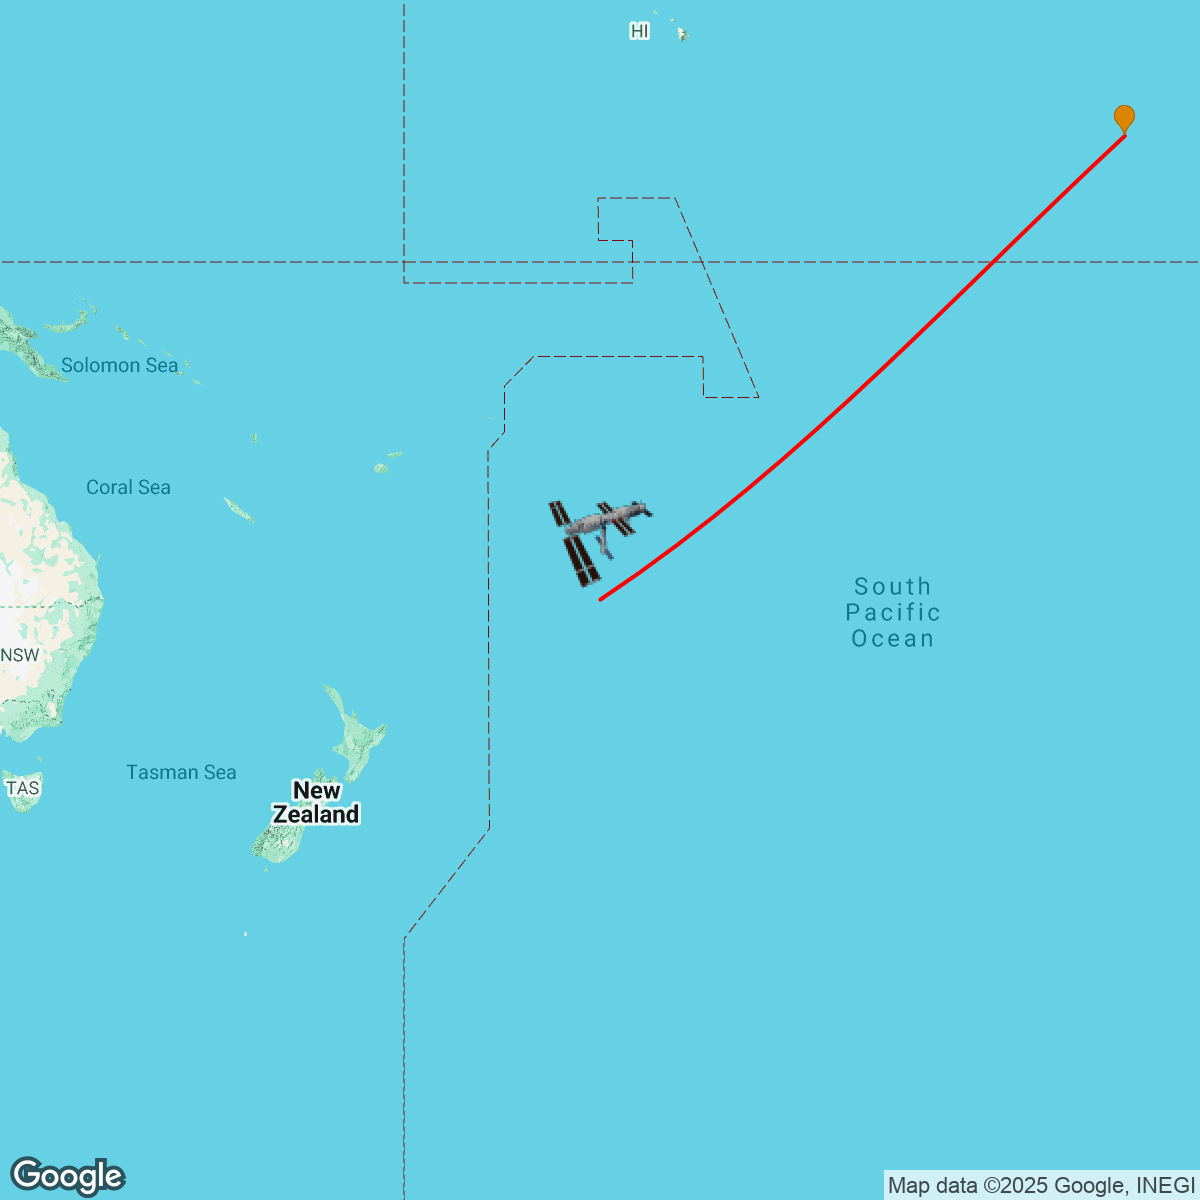 HI
Solomon Sea
Coral Sea
South
Pacific
Ocean
NSW
Tasman Sea
TAS
New
Zealand
Google
Map data ©2025 Google, INEGI